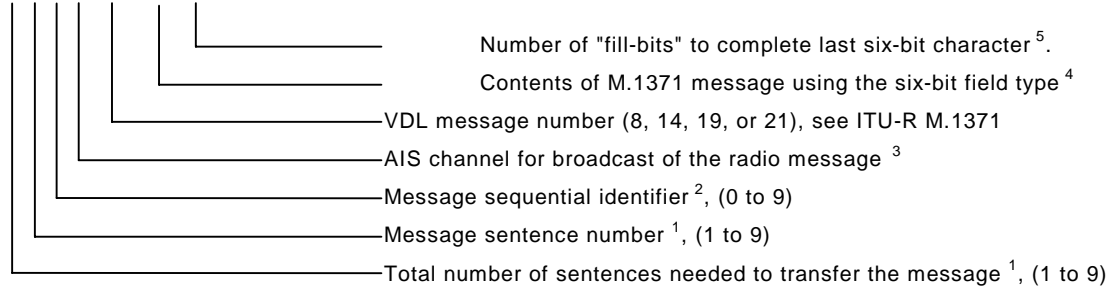 Number of "fill-bits" to complete last six-bit character ⁵.
Contents of M.1371 message using the six-bit field type ⁴
VDL message number (8, 14, 19, or 21), see ITU-R M.1371
AIS channel for broadcast of the radio message ³
Message sequential identifier ², (0 to 9)
Message sentence number ¹, (1 to 9)
Total number of sentences needed to transfer the message ¹, (1 to 9)